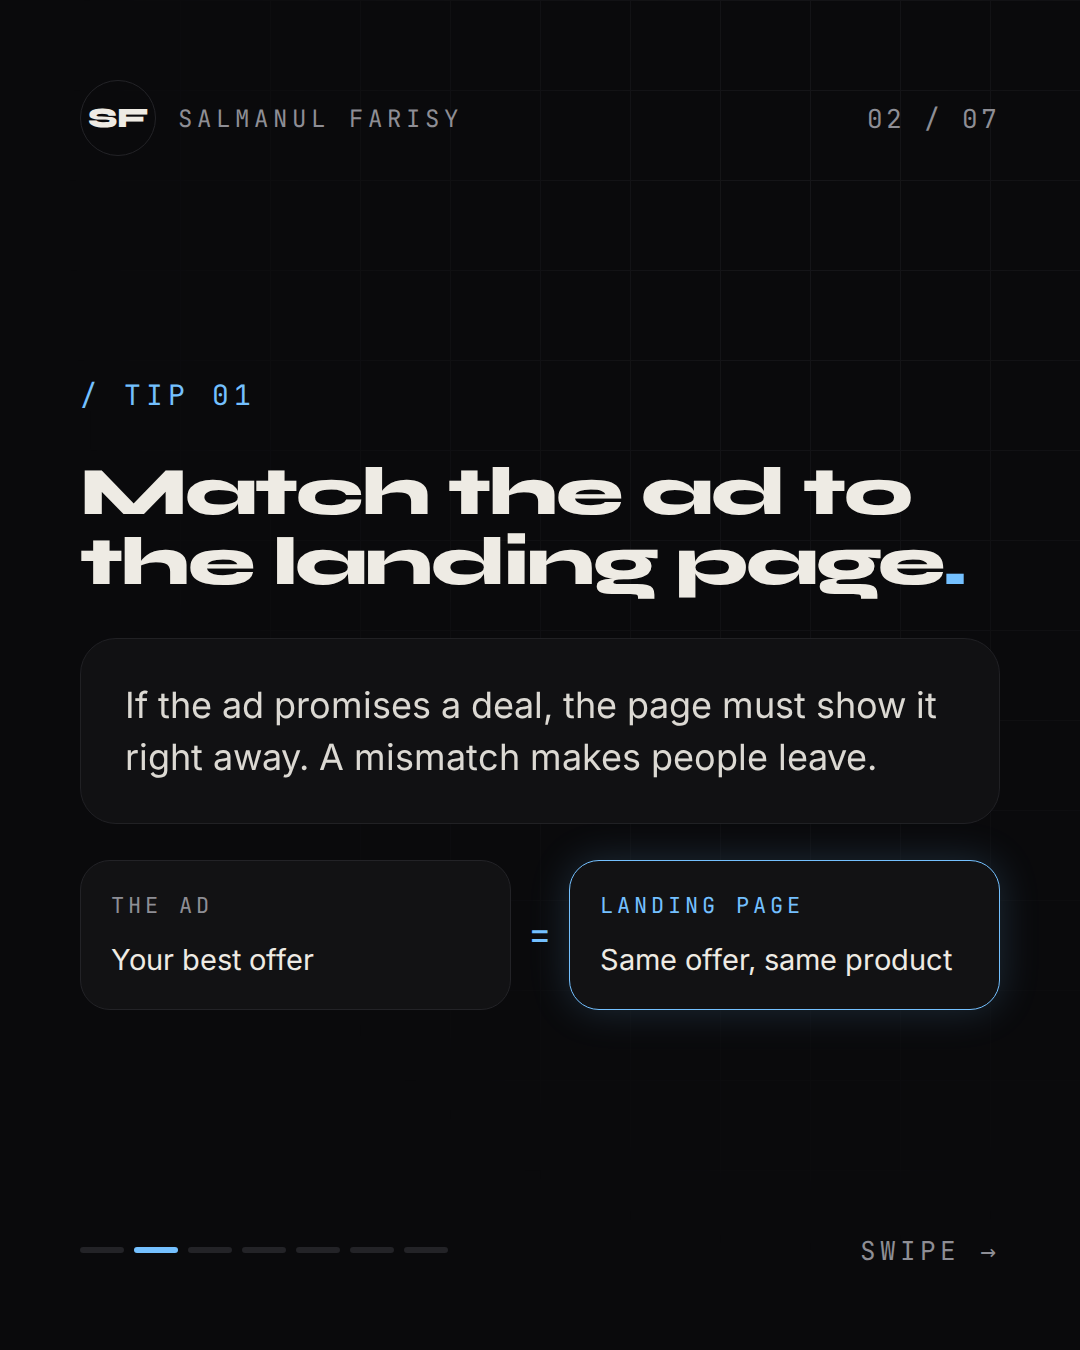 SF SALMANUL FARISY 02 / 07
/ TIP 01
Match the ad to
the landing page.
If the ad promises a deal, the page must show it
right away. A mismatch makes people leave.
THE AD
Your best offer
=
LANDING PAGE
Same offer, same product
SWIPE →